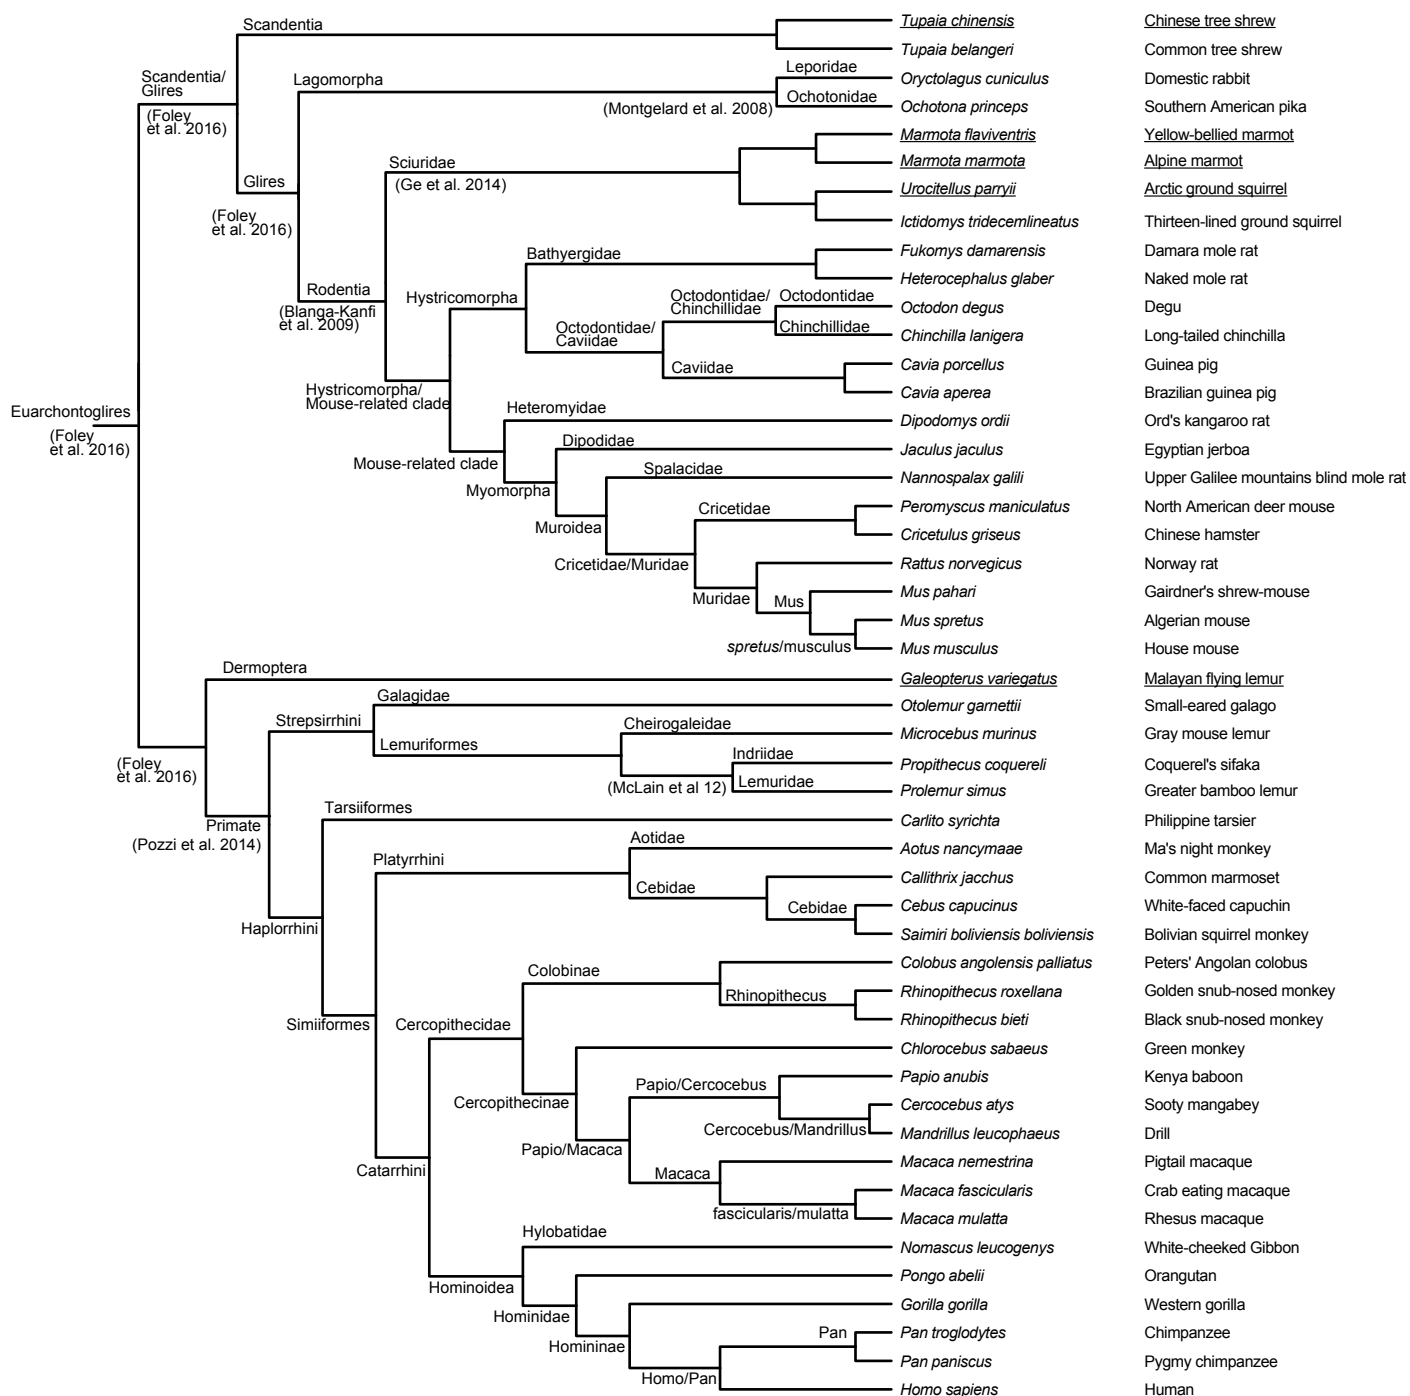 Scandentia
Tupaia chinensis Chinese tree shrew
Tupaia belangeri Common tree shrew
Scandentia/
Glires
(Foley
et al. 2016)
Lagomorpha
Leporidae
Oryctolagus cuniculus Domestic rabbit
(Montgelard et al. 2008)
Ochotonidae
Ochotona princeps Southern American pika
Glires
(Foley
et al. 2016)
Sciuridae
(Ge et al. 2014)
Marmota flaviventris Yellow-bellied marmot
Marmota marmota Alpine marmot
Urocitellus parryii Arctic ground squirrel
Ictidomys tridecemlineatus Thirteen-lined ground squirrel
Rodentia
(Blanga-Kanfi
et al. 2009)
Hystricomorpha
Bathyergidae
Fukomys damarensis Damara mole rat
Heterocephalus glaber Naked mole rat
Octodontidae/
Caviidae
Octodontidae/
Chinchillidae
Octodontidae
Octodon degus Degu
Chinchillidae
Chinchilla lanigera Long-tailed chinchilla
Caviidae
Cavia porcellus Guinea pig
Cavia aperea Brazilian guinea pig
Hystricomorpha/
Mouse-related clade
Heteromyidae
Dipodomys ordii Ord's kangaroo rat
Mouse-related clade
Dipodidae
Jaculus jaculus Egyptian jerboa
Myomorpha
Spalacidae
Nannospalax galili Upper Galilee mountains blind mole rat
Muroidea
Cricetidae
Peromyscus maniculatus North American deer mouse
Cricetulus griseus Chinese hamster
Cricetidae/Muridae
Rattus norvegicus Norway rat
Muridae
Mus
Mus pahari Gairdner's shrew-mouse
Mus spretus Algerian mouse
spretus/musculus
Mus musculus House mouse
Euarchontoglires
(Foley
et al. 2016)
Dermoptera
Galeopterus variegatus Malayan flying lemur
(Foley
et al. 2016)
Strepsirrhini
Galagidae
Otolemur garnettii Small-eared galago
Lemuriformes
Cheirogaleidae
Microcebus murinus Gray mouse lemur
(McLain et al 12)
Indriidae
Propithecus coquereli Coquerel's sifaka
Lemuridae
Prolemur simus Greater bamboo lemur
Primate
(Pozzi et al. 2014)
Tarsiiformes
Carlito syrichta Philippine tarsier
Haplorrhini
Platyrrhini
Aotidae
Aotus nancymaae Ma's night monkey
Cebidae
Callithrix jacchus Common marmoset
Cebidae
Cebus capucinus White-faced capuchin
Saimiri boliviensis boliviensis Bolivian squirrel monkey
Simiiformes
Cercopithecidae
Colobinae
Colobus angolensis palliatus Peters' Angolan colobus
Rhinopithecus
Rhinopithecus roxellana Golden snub-nosed monkey
Rhinopithecus bieti Black snub-nosed monkey
Cercopithecinae
Chlorocebus sabaeus Green monkey
Papio/Macaca
Papio/Cercocebus
Papio anubis Kenya baboon
Cercocebus/Mandrillus
Cercocebus atys Sooty mangabey
Mandrillus leucophaeus Drill
Macaca
Macaca nemestrina Pigtail macaque
fascicularis/mulatta
Macaca fascicularis Crab eating macaque
Macaca mulatta Rhesus macaque
Catarrhini
Hominoidea
Hylobatidae
Nomascus leucogenys White-cheeked Gibbon
Hominidae
Pongo abelii Orangutan
Homininae
Gorilla gorilla Western gorilla
Homo/Pan
Pan
Pan troglodytes Chimpanzee
Pan paniscus Pygmy chimpanzee
Homo sapiens Human